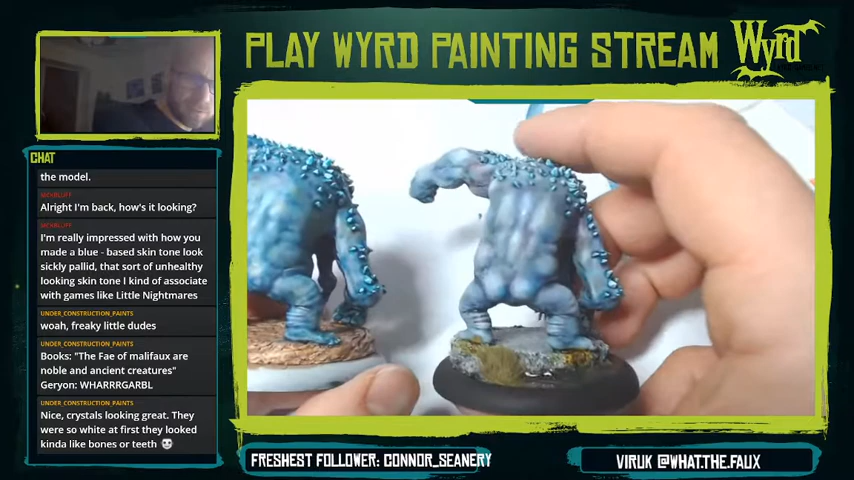 PLAY WYRD PAINTING STREAM
Wyrd
CHAT
the model.
Alright I'm back, how's it looking?
I'm really impressed with how you
made a blue - based skin tone look
sickly pallid, that sort of unhealthy
looking skin tone I kind of associate
with games like Little Nightmares
UNDER_CONSTRUCTION_PAINTS
woah, freaky little dudes
UNDER_CONSTRUCTION_PAINTS
Books: "The Fae of malifaux are
noble and ancient creatures"
Geryon: WHARRRGARBL
UNDER_CONSTRUCTION_PAINTS
Nice, crystals looking great. They
were so white at first they looked
kinda like bones or teeth
FRESHEST FOLLOWER: CONNOR_SEANERY
VIRUK @WHAT.THE.FAUX